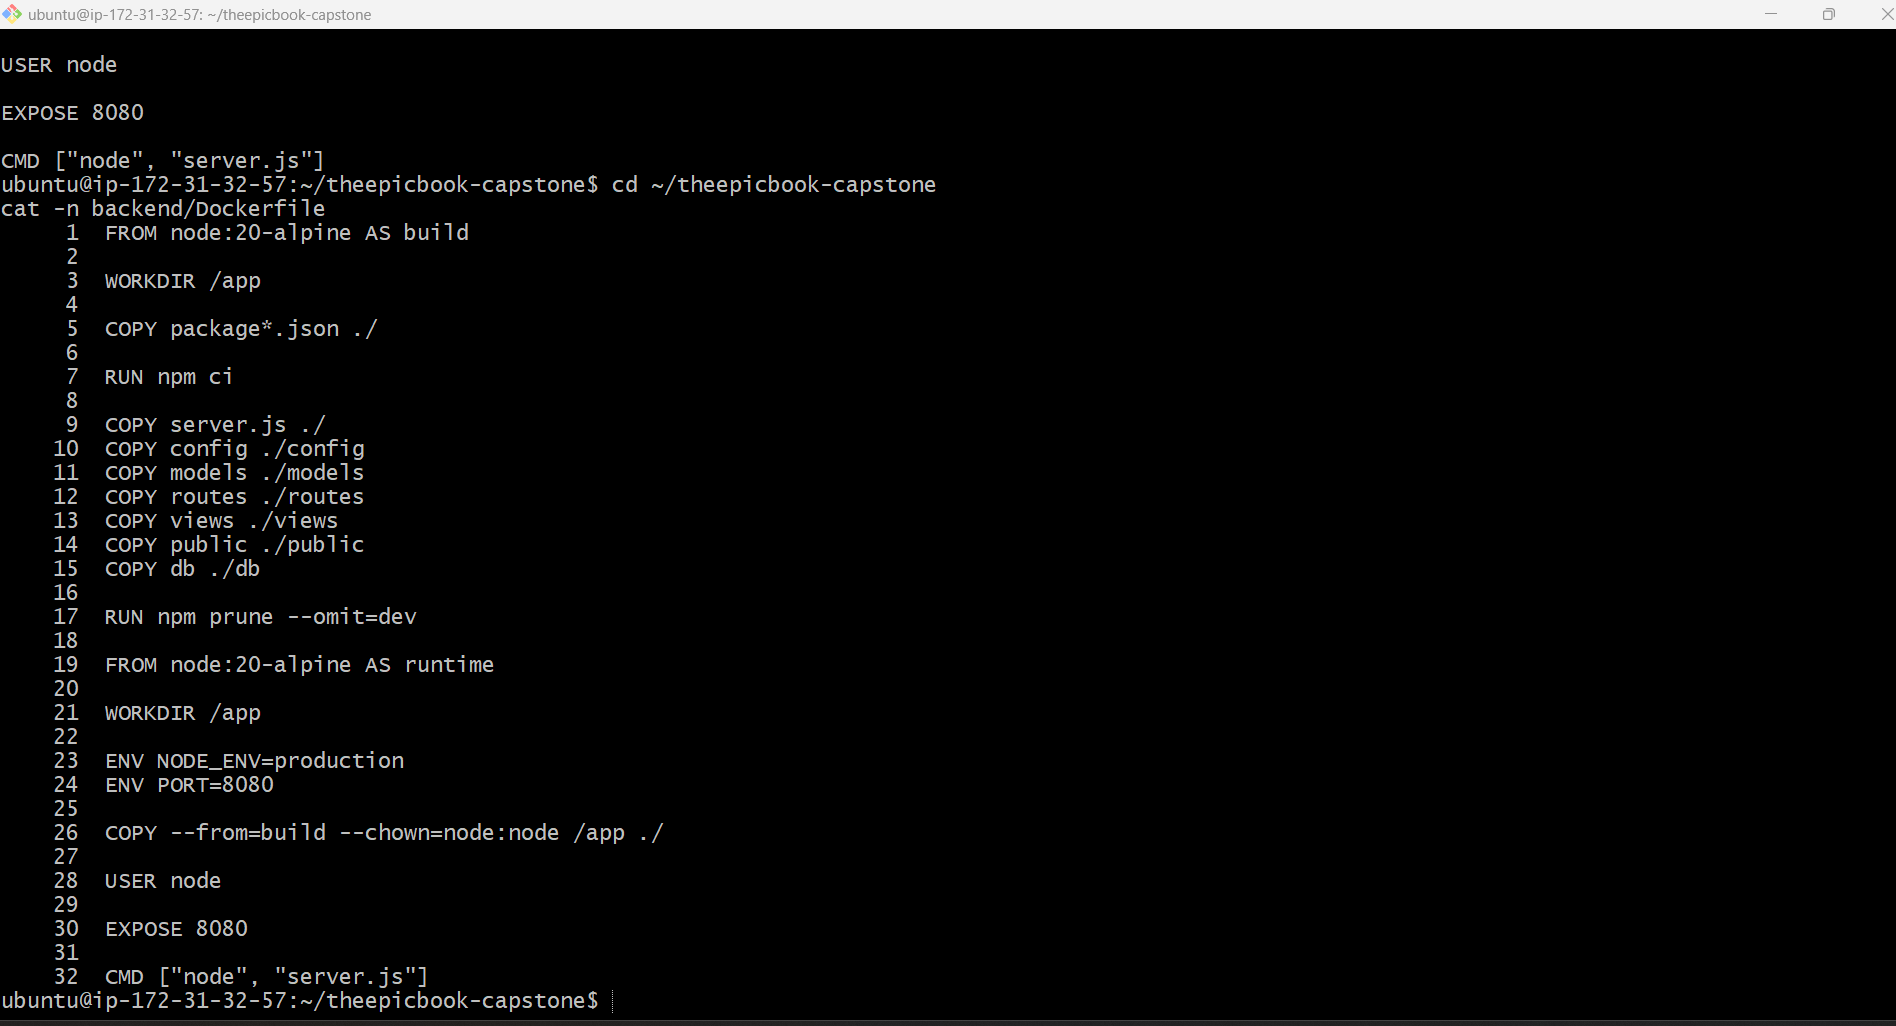 ubuntu@ip-172-31-32-57: ~/theepicbook-capstone
USER node
EXPOSE 8080
CMD ["node", "server.js"]
ubuntu@ip-172-31-32-57:~/theepicbook-capstone$ cd ~/theepicbook-capstone
cat -n backend/Dockerfile
1 FROM node:20-alpine AS build
2
3 WORKDIR /app
4
5 COPY package*.json ./
6
7 RUN npm ci
8
9 COPY server.js ./
10 COPY config ./config
11 COPY models ./models
12 COPY routes ./routes
13 COPY views ./views
14 COPY public ./public
15 COPY db ./db
16
17 RUN npm prune --omit=dev
18
19 FROM node:20-alpine AS runtime
20
21 WORKDIR /app
22
23 ENV NODE_ENV=production
24 ENV PORT=8080
25
26 COPY --from=build --chown=node:node /app ./
27
28 USER node
29
30 EXPOSE 8080
31
32 CMD ["node", "server.js"]
ubuntu@ip-172-31-32-57:~/theepicbook-capstone$